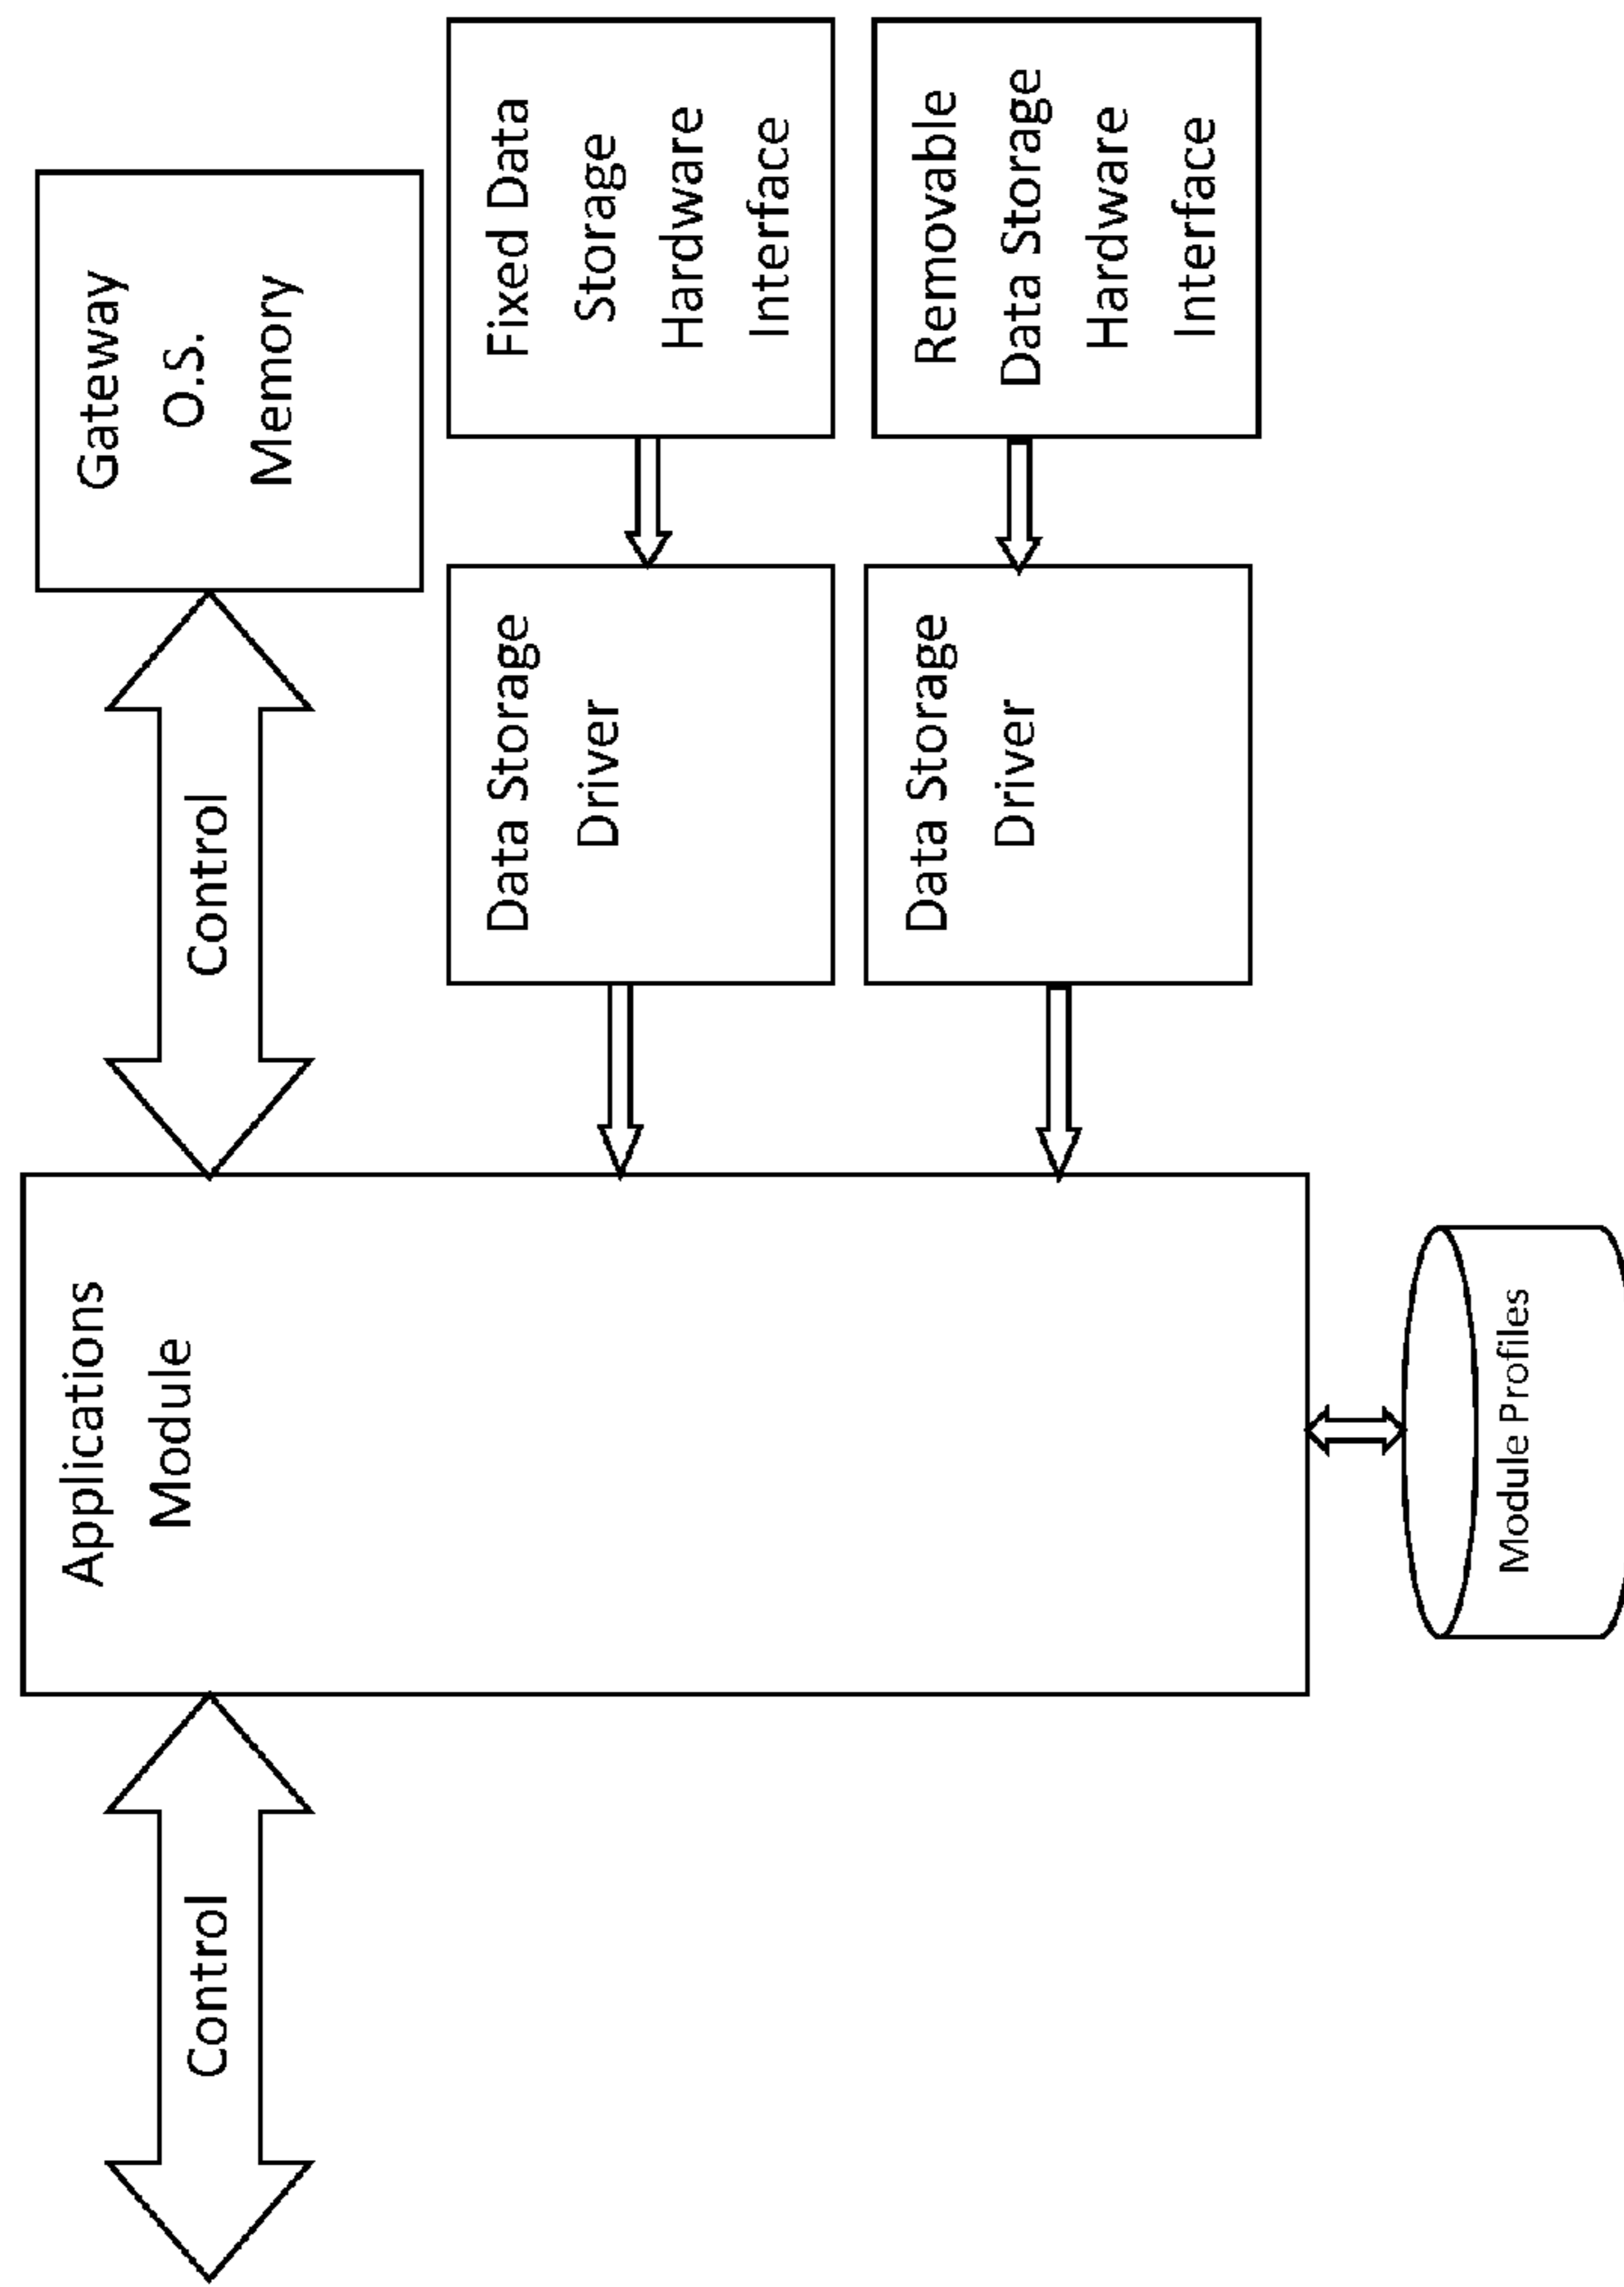 Control
Applications
Module
Control
Gateway
O.S.
Memory
Data Storage
Driver
Fixed Data
Storage
Hardware
Interface
Data Storage
Driver
Removable
Data Storage
Hardware
Interface
Module Profiles